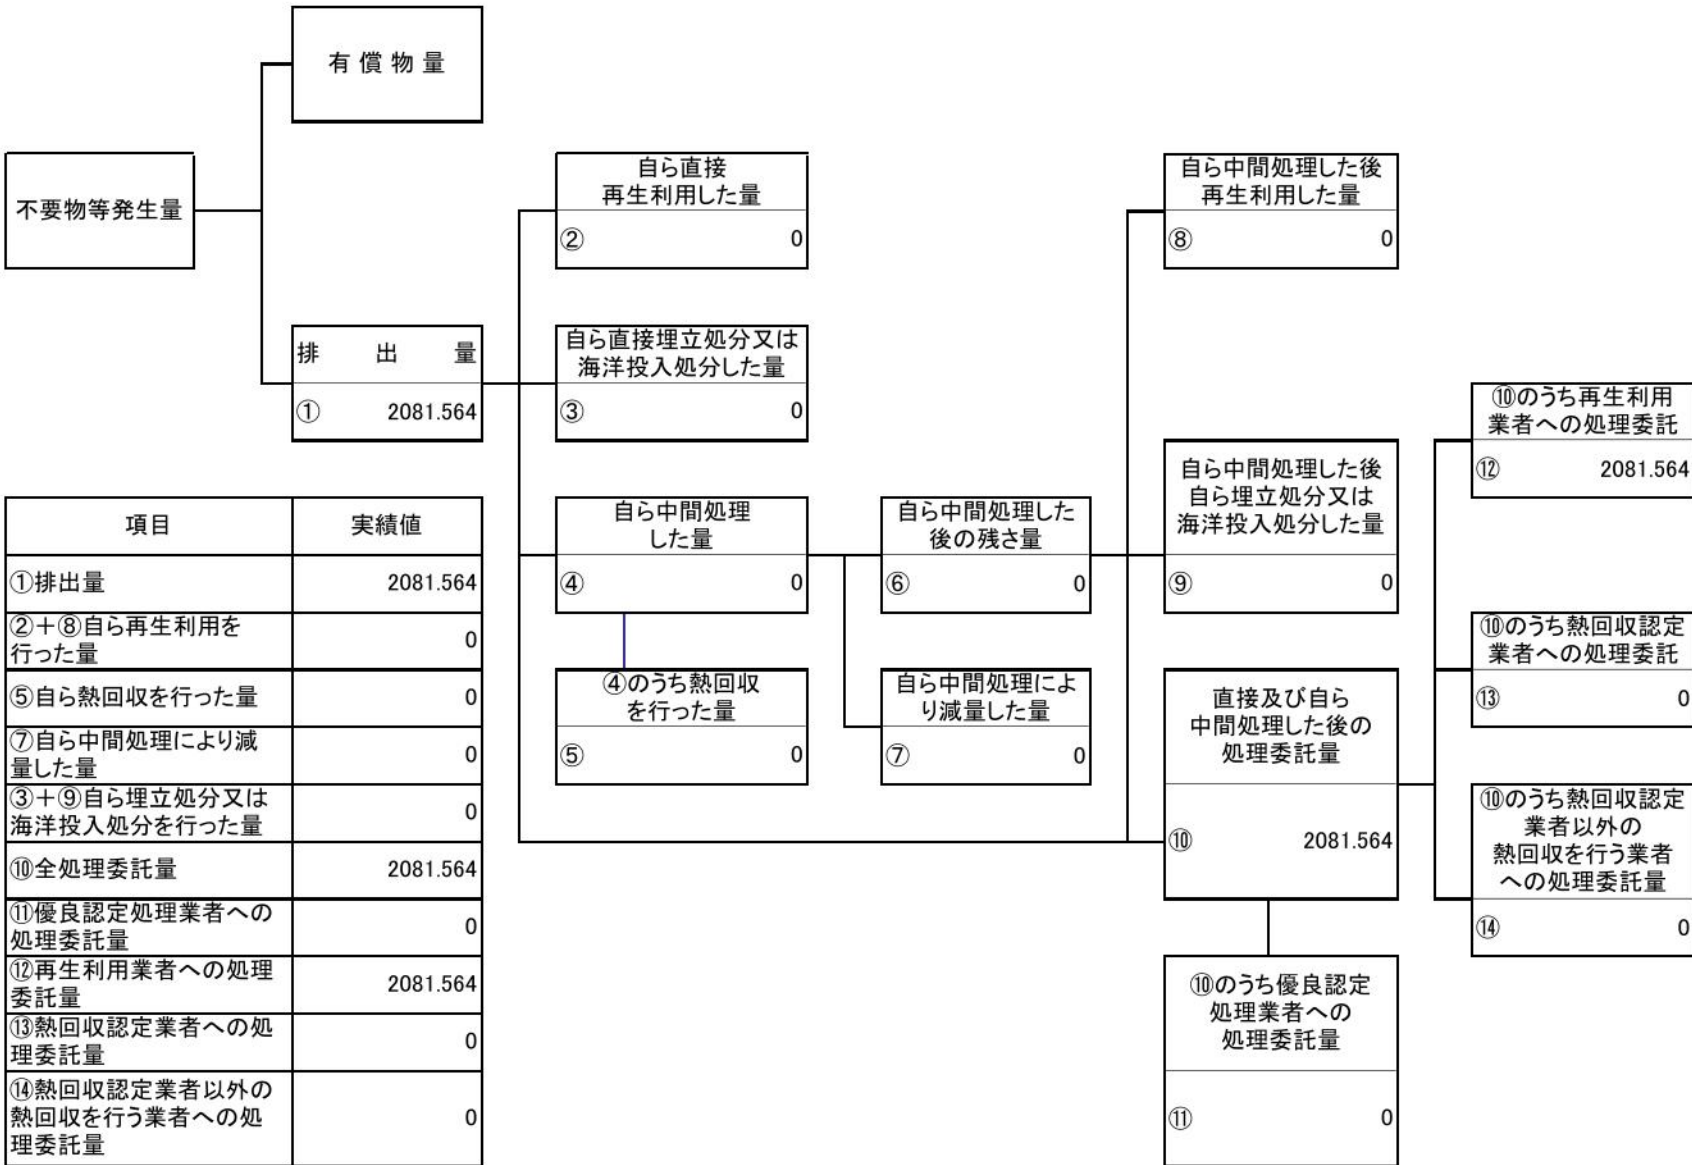 有償物量
不要物等発生量
排出量
① 2081.564
自ら直接
再生利用した量
② 0
自ら直接埋立処分又は
海洋投入処分した量
③ 0
自ら中間処理
した量
④ 0
④のうち熱回収
を行った量
⑤ 0
自ら中間処理した
後の残さ量
⑥ 0
自ら中間処理によ
り減量した量
⑦ 0
自ら中間処理した後
再生利用した量
⑧ 0
自ら中間処理した後
自ら埋立処分又は
海洋投入処分した量
⑨ 0
直接及び自ら
中間処理した後の
処理委託量
⑩ 2081.564
⑩のうち優良認定
処理業者への
処理委託量
⑪ 0
⑩のうち再生利用
業者への処理委託
⑫ 2081.564
⑩のうち熱回収認定
業者への処理委託
⑬ 0
⑩のうち熱回収認定
業者以外の
熱回収を行う業者
への処理委託量
⑭ 0
項目 実績値
①排出量 2081.564
②＋⑧自ら再生利用を
行った量 0
⑤自ら熱回収を行った量 0
⑦自ら中間処理により減
量した量 0
③＋⑨自ら埋立処分又は
海洋投入処分を行った量 0
⑩全処理委託量 2081.564
⑪優良認定処理業者への
処理委託量 0
⑫再生利用業者への処理
委託量 2081.564
⑬熱回収認定業者への処
理委託量 0
⑭熱回収認定業者以外の
熱回収を行う業者への処
理委託量 0